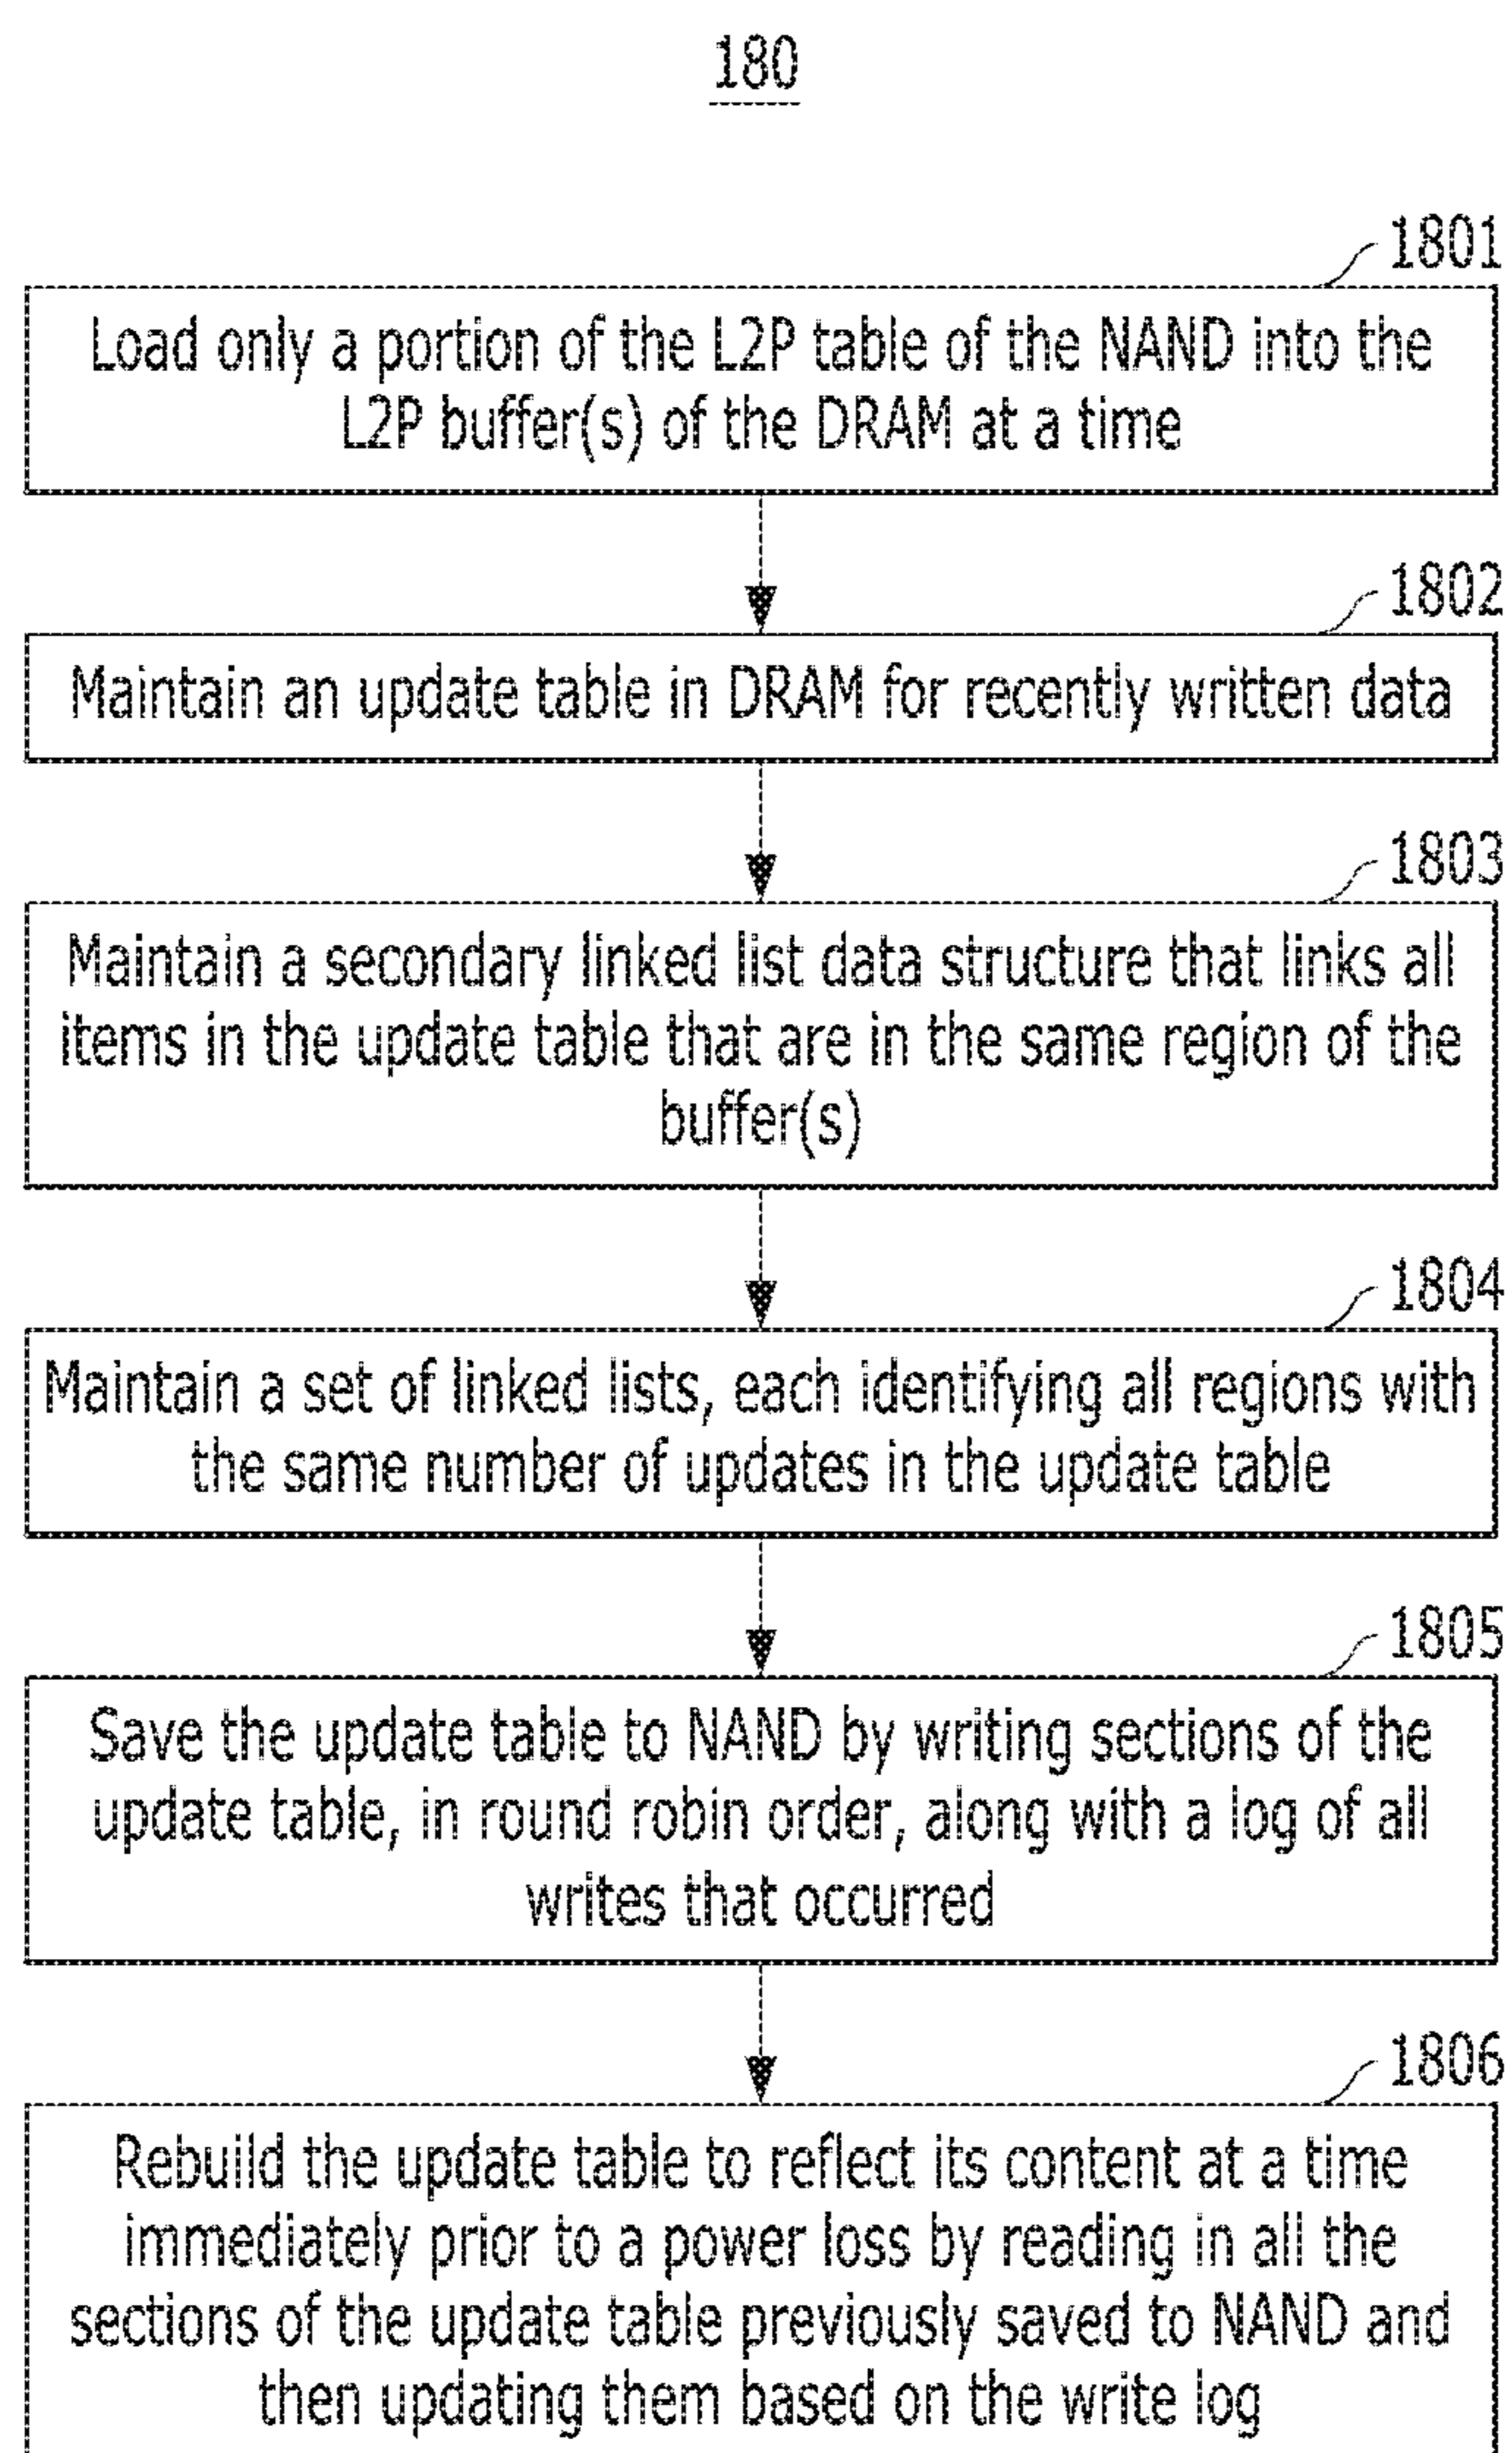 180
1801
Load only a portion of the L2P table of the NAND into the
L2P buffer(s) of the DRAM at a time
1802
Maintain an update table in DRAM for recently written data
1803
Maintain a secondary linked list data structure that links all
items in the update table that are in the same region of the
buffer(s)
1804
Maintain a set of linked lists, each identifying all regions with
the same number of updates in the update table
1805
Save the update table to NAND by writing sections of the
update table, in round robin order, along with a log of all
writes that occurred
1806
Rebuild the update table to reflect its content at a time
immediately prior to a power loss by reading in all the
sections of the update table previously saved to NAND and
then updating them based on the write log